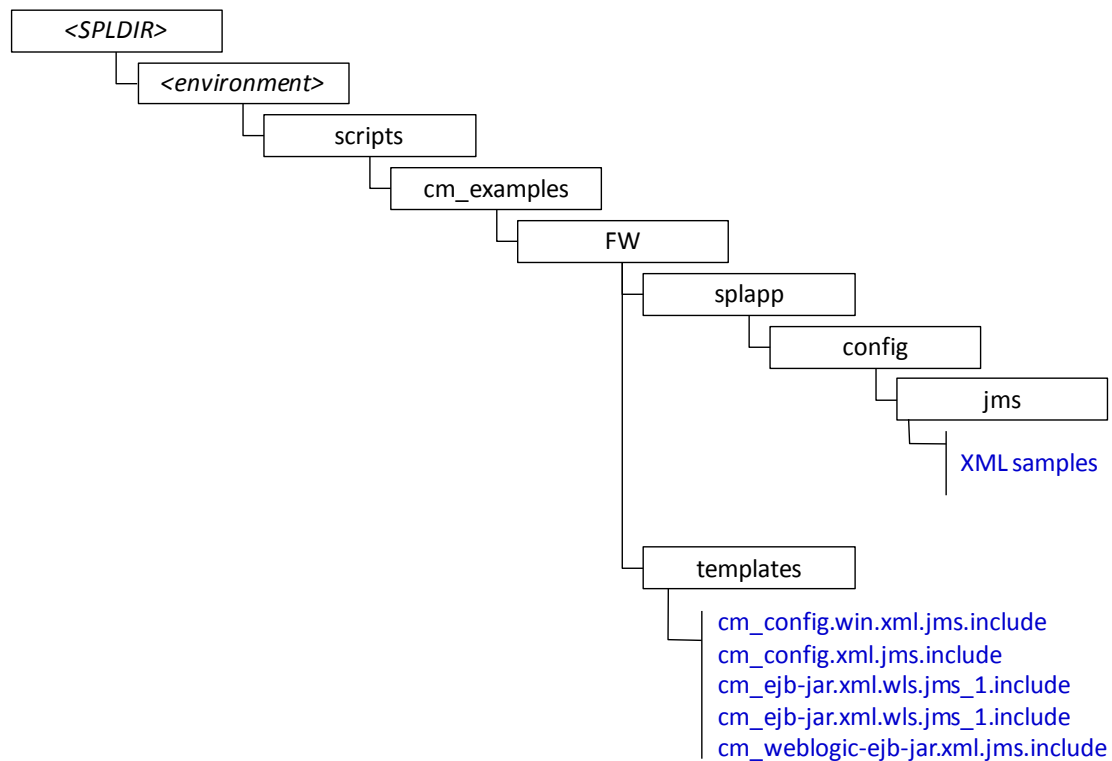 <SPLDIR>
<environment>
scripts
cm_examples
FW
splapp
config
jms
XML samples
templates
cm_config.win.xml.jms.include
cm_config.xml.jms.include
cm_ejb-jar.xml.wls.jms_1.include
cm_ejb-jar.xml.wls.jms_1.include
cm_weblogic-ejb-jar.xml.jms.include